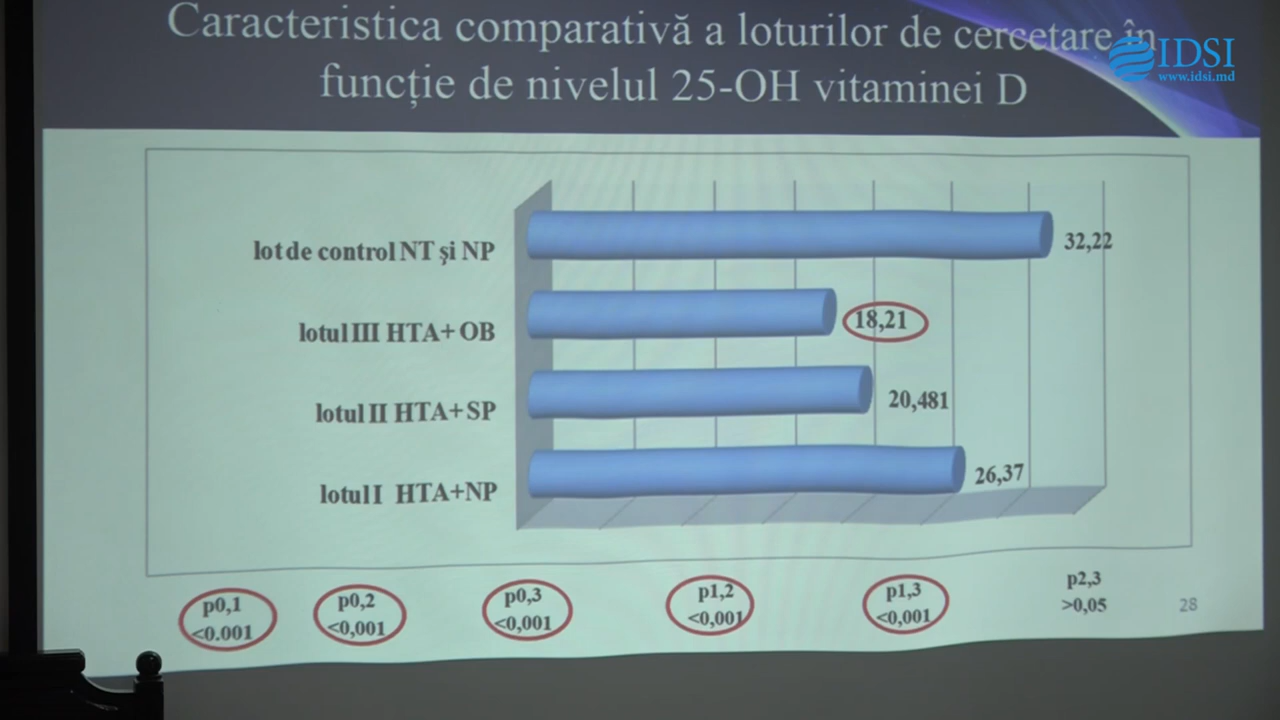 Caracteristica comparativă a loturilor de cercetare în
funcție de nivelul 25-OH vitaminei D
IDSI
www.idsi.md
lot de control NT și NP
32,22
lotul III HTA+ OB
18,21
lotul II HTA+ SP
20,481
lotul I HTA+NP
26,37
p0,1
<0.001
p0,2
<0,001
p0,3
<0,001
p1,2
<0,001
p1,3
<0,001
p2,3
>0,05
28